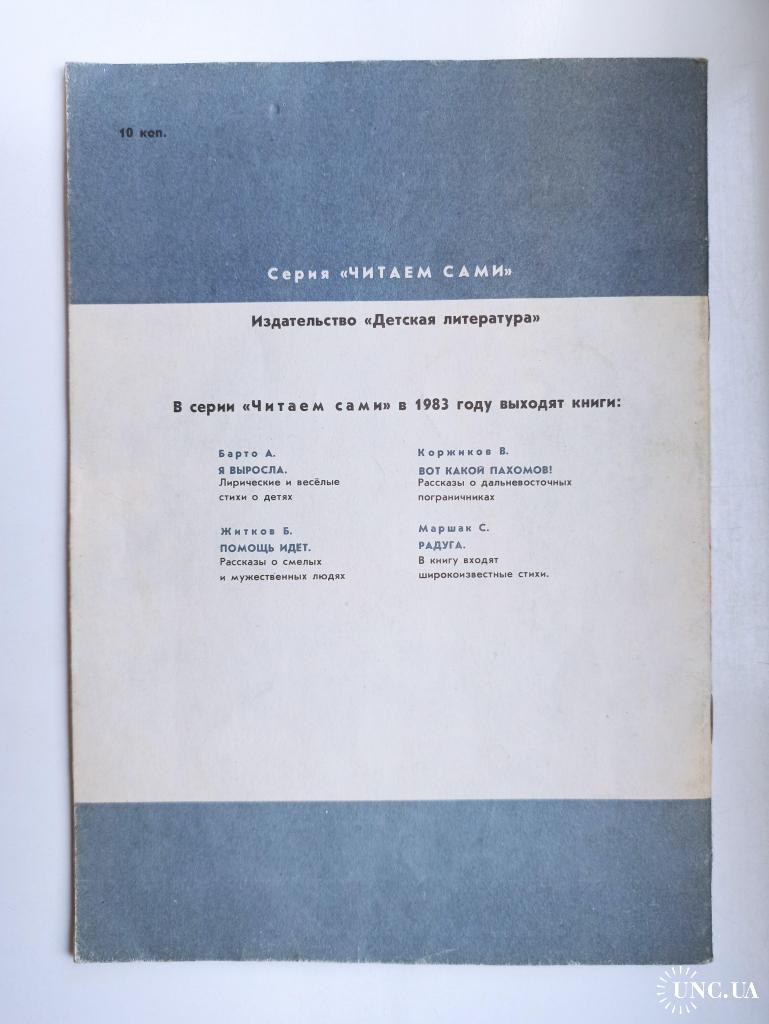 10 коп.
Серия «ЧИТАЕМ САМИ»
Издательство «Детская литература»
В серии «Читаем сами» в 1983 году выходят книги:
Барто А.
Я ВЫРОСЛА.
Лирические и весёлые
стихи о детях
Житков Б.
ПОМОЩЬ ИДЕТ.
Рассказы о смелых
и мужественных людях
Коржиков В.
ВОТ КАКОЙ ПАХОМОВ!
Рассказы о дальневосточных
пограничниках
Маршак С.
РАДУГА.
В книгу входят
широкоизвестные стихи.
UNC.UA